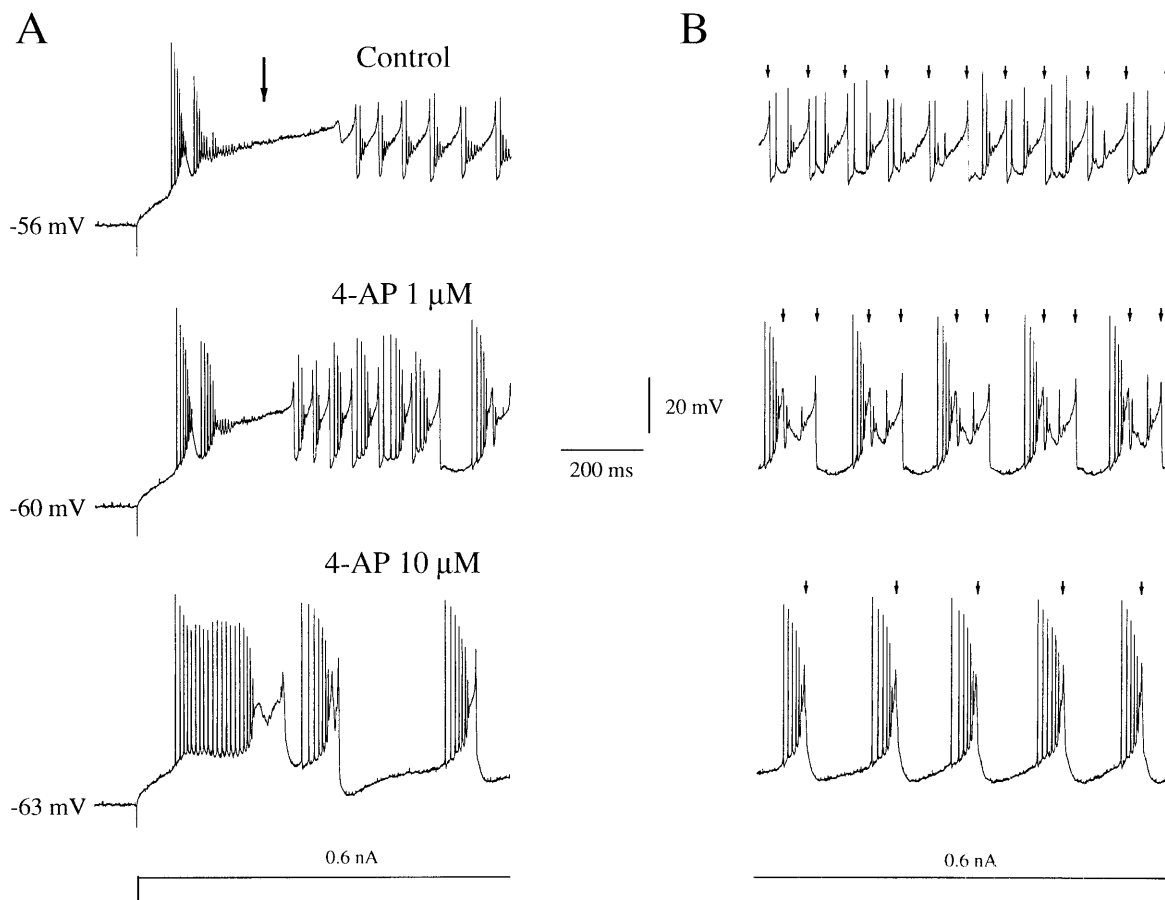 A
B
Control
-56 mV
4-AP 1 μM
20 mV
200 ms
-60 mV
4-AP 10 μM
-63 mV
0.6 nA
0.6 nA